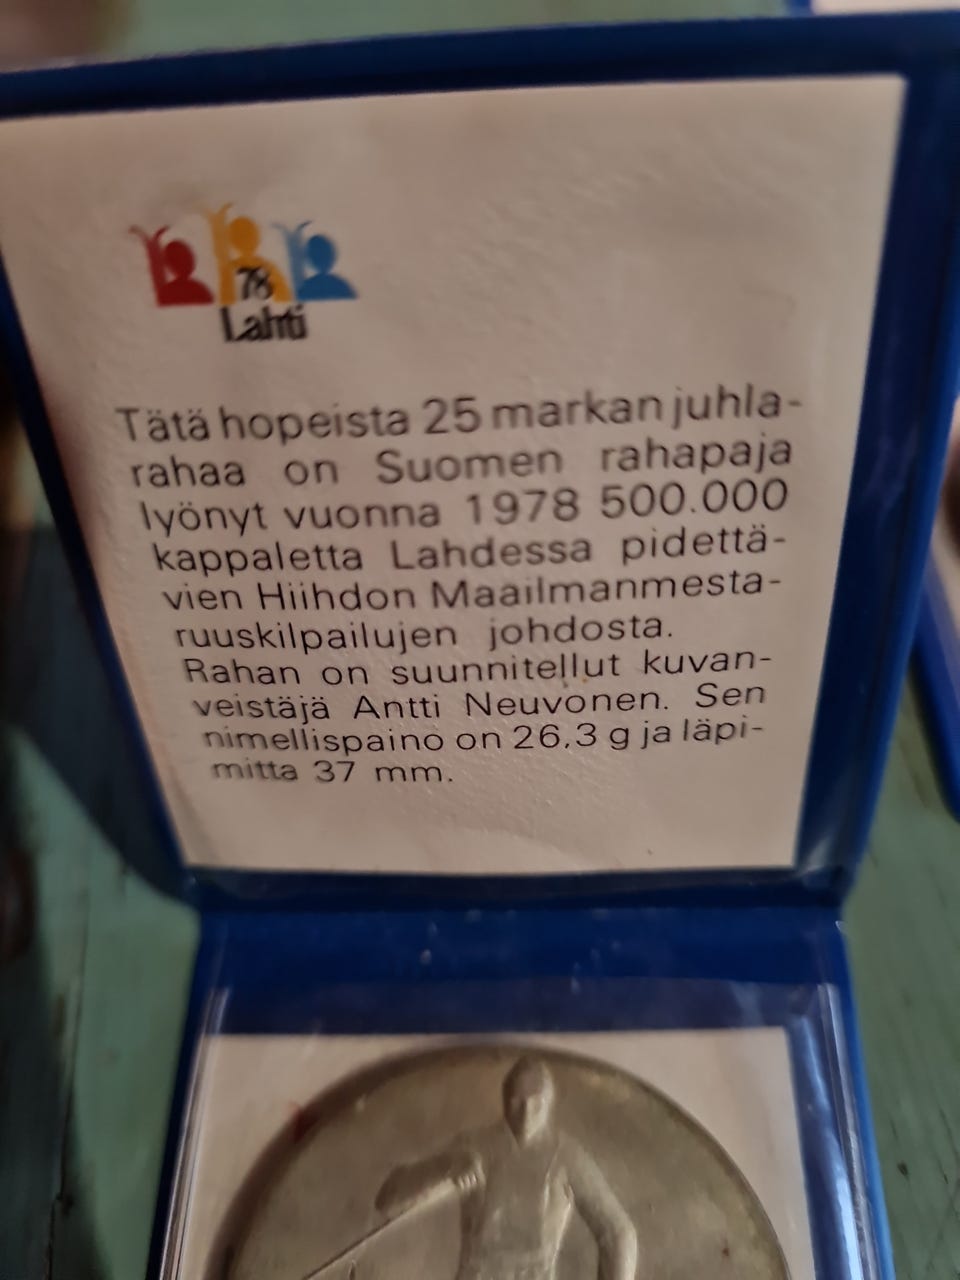 78
Lahti
Tätä hopeista 25 markan juhla-
rahaa on Suomen rahapaja
lyönyt vuonna 1978 500.000
kappaletta Lahdessa pidettä-
vien Hiihdon Maailmanmesta-
ruuskilpailujen johdosta.
Rahan on suunnitellut kuvan-
veistäjä Antti Neuvonen. Sen
nimellispaino on 26,3 g ja läpi-
mitta 37 mm.